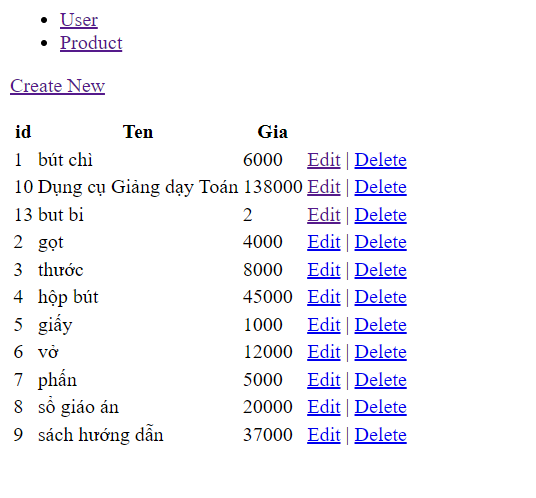 User
Product
Create New
id Ten Gia
1 bút chì 6000 Edit | Delete
10 Dụng cụ Giảng dạy Toán 138000 Edit | Delete
13 but bi 2 Edit | Delete
2 gọt 4000 Edit | Delete
3 thước 8000 Edit | Delete
4 hộp bút 45000 Edit | Delete
5 giấy 1000 Edit | Delete
6 vở 12000 Edit | Delete
7 phấn 5000 Edit | Delete
8 sổ giáo án 20000 Edit | Delete
9 sách hướng dẫn 37000 Edit | Delete